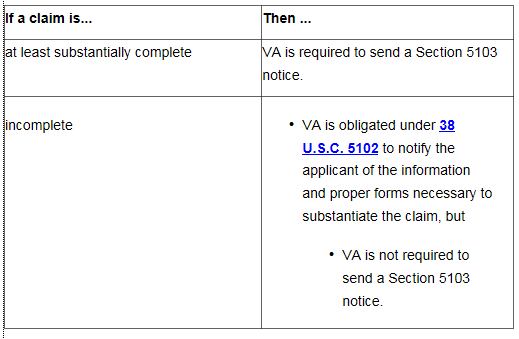 If a claim is...
Then ...
at least substantially complete
VA is required to send a Section 5103
notice.
incomplete
• VA is obligated under 38
U.S.C. 5102 to notify the
applicant of the information
and proper forms necessary to
substantiate the claim, but
• VA is not required to
send a Section 5103
notice.